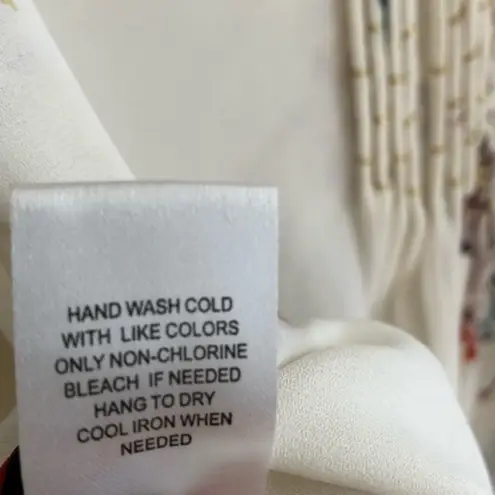 HAND WASH COLD
WITH LIKE COLORS
ONLY NON-CHLORINE
BLEACH IF NEEDED
HANG TO DRY
COOL IRON WHEN
NEEDED